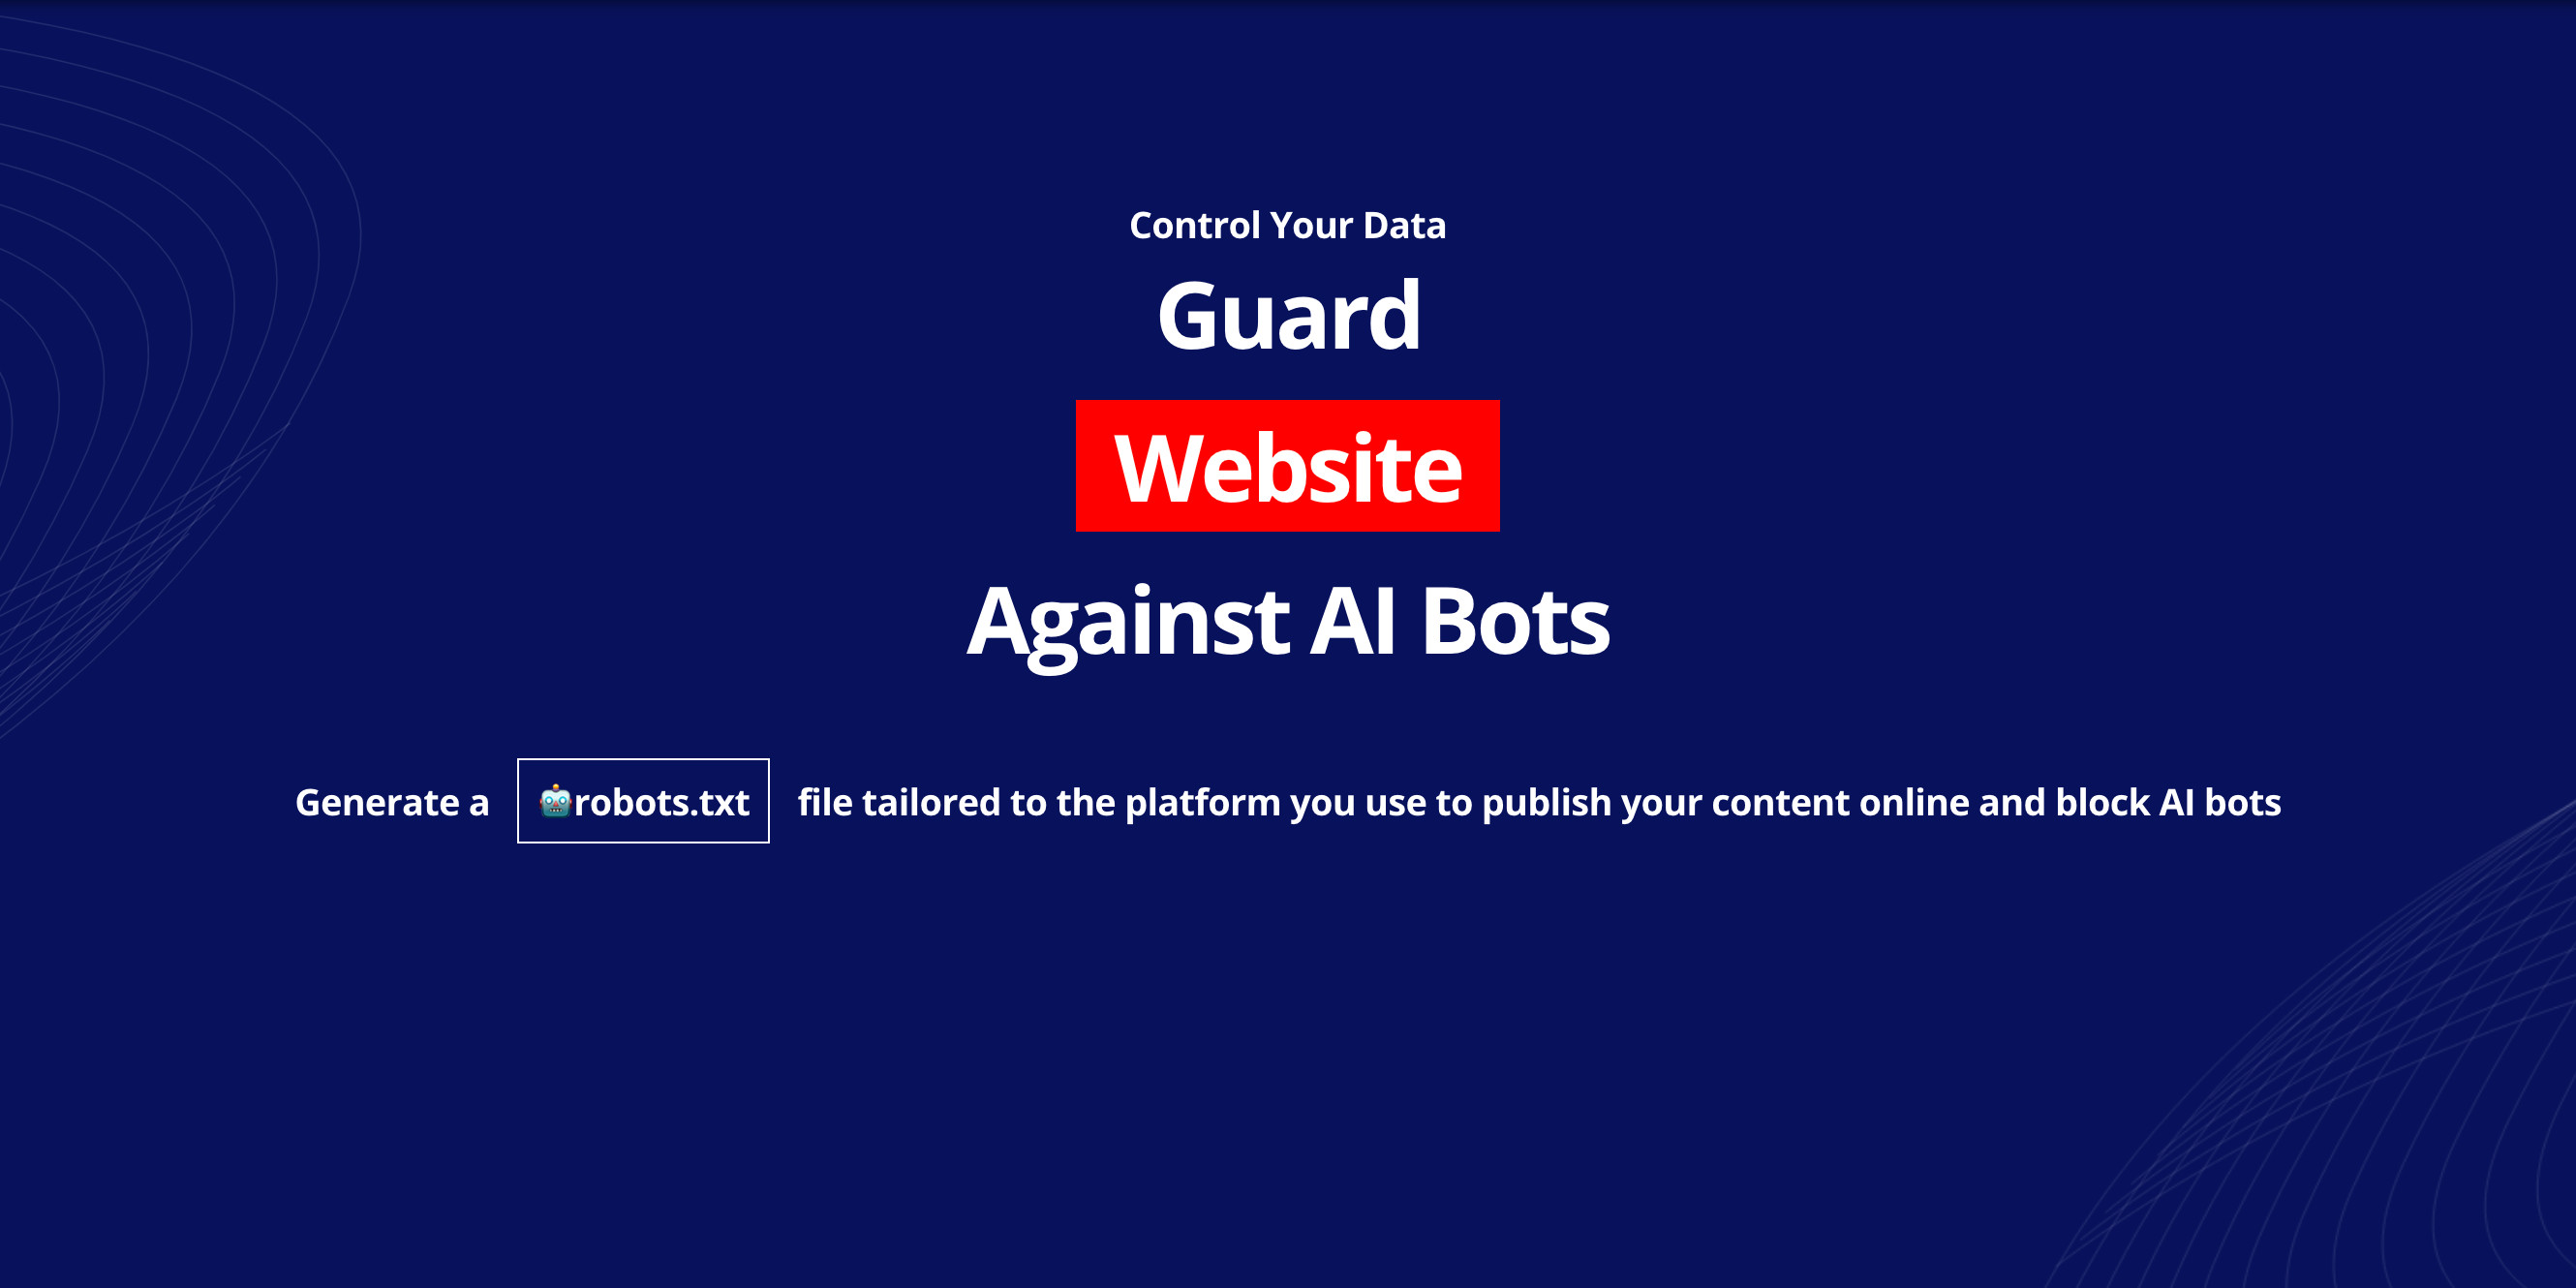 Control Your Data
Guard
Website
Against AI Bots
Generate a 🤖robots.txt file tailored to the platform you use to publish your content online and block AI bots